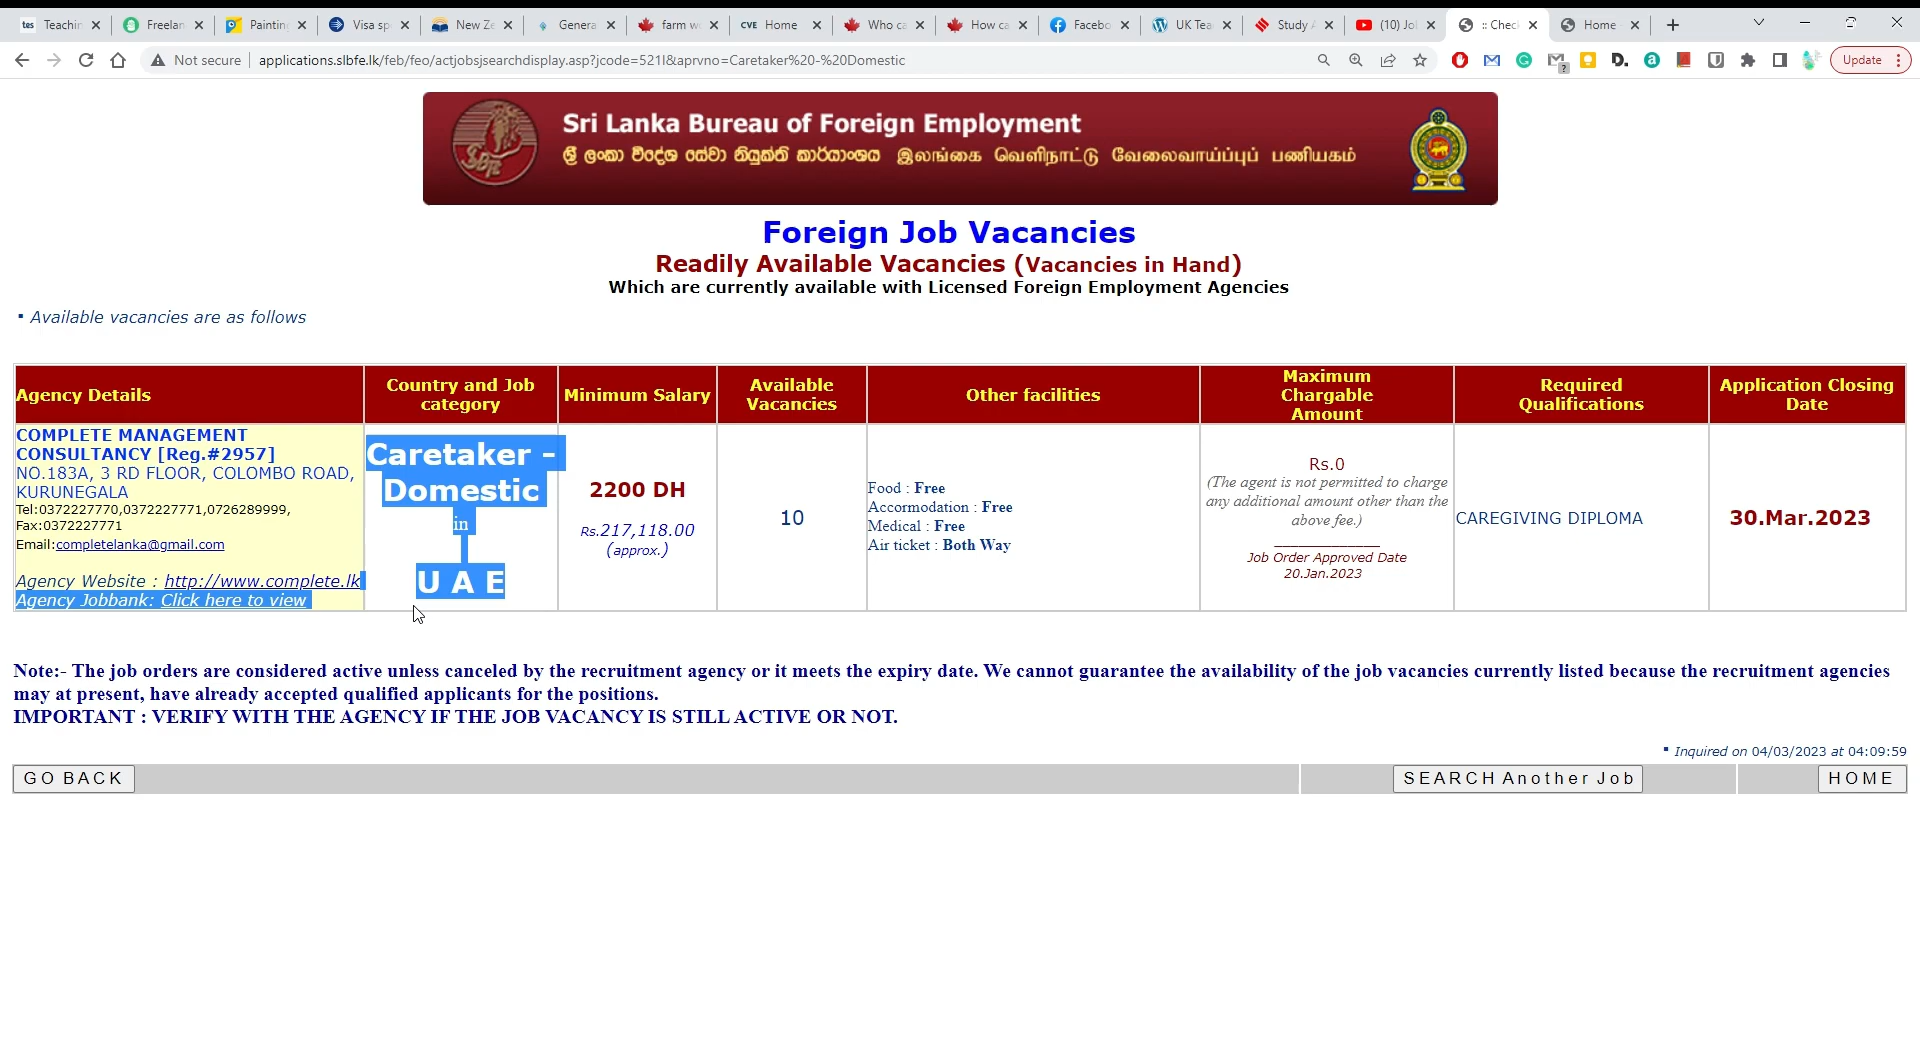 Teachin
Freelan
Painting
Visa sp
New Ze
Genera
farm w
CVE Home
Who ca
How ca
Facebo
UK Tea
Study A
(10) Jol
:: Chec
Home
Not secure
applications.slbfe.lk/feb/feo/actjobsjsearchdisplay.asp?jcode=521I&aprvno=Caretaker%20-%20Domestic
Update
Sri Lanka Bureau of Foreign Employment
ශ්‍රී ලංකා විදේශ සේවා නියුක්ති කාර්යාංශය இலங்கை வெளிநாட்டு வேலைவாய்ப்புப் பணியகம்
Foreign Job Vacancies
Readily Available Vacancies (Vacancies in Hand)
Which are currently available with Licensed Foreign Employment Agencies
▪ Available vacancies are as follows
Agency Details
Country and Job
category
Minimum Salary
Available
Vacancies
Other facilities
Maximum
Chargable
Amount
Required
Qualifications
Application Closing
Date
COMPLETE MANAGEMENT
CONSULTANCY [Reg.#2957]
NO.183A, 3 RD FLOOR, COLOMBO ROAD,
KURUNEGALA
Tel:0372227770,0372227771,0726289999,
Fax:0372227771
Email:completelanka@gmail.com
Agency Website : http://www.complete.lk
Agency Jobbank: Click here to view
Caretaker -
Domestic
in
U A E
2200 DH
Rs.217,118.00
(approx.)
10
Food : Free
Accormodation : Free
Medical : Free
Air ticket : Both Way
Rs.0
(The agent is not permitted to charge
any additional amount other than the
above fee.)
Job Order Approved Date
20.Jan.2023
CAREGIVING DIPLOMA
30.Mar.2023
Note:- The job orders are considered active unless canceled by the recruitment agency or it meets the expiry date. We cannot guarantee the availability of the job vacancies currently listed because the recruitment agencies
may at present, have already accepted qualified applicants for the positions.
IMPORTANT : VERIFY WITH THE AGENCY IF THE JOB VACANCY IS STILL ACTIVE OR NOT.
▪ Inquired on 04/03/2023 at 04:09:59
GO BACK
SEARCH Another Job
HOME